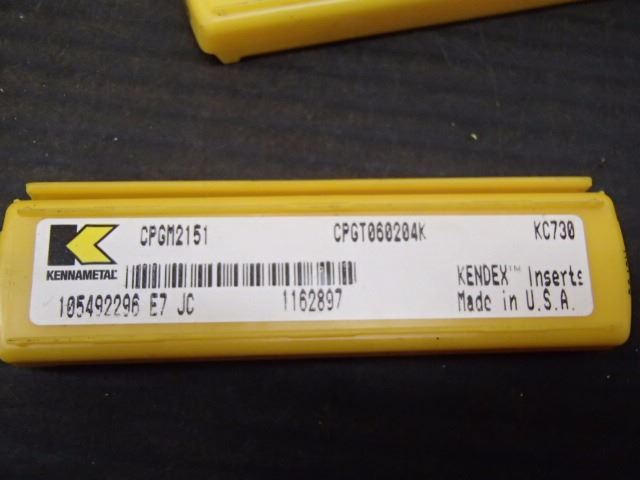 CPGM2151 CPGT060204K KC730
KENNAMETAL
KENDEX™ Inserts
105492296 E7 JC 1162897 Made in U.S.A.